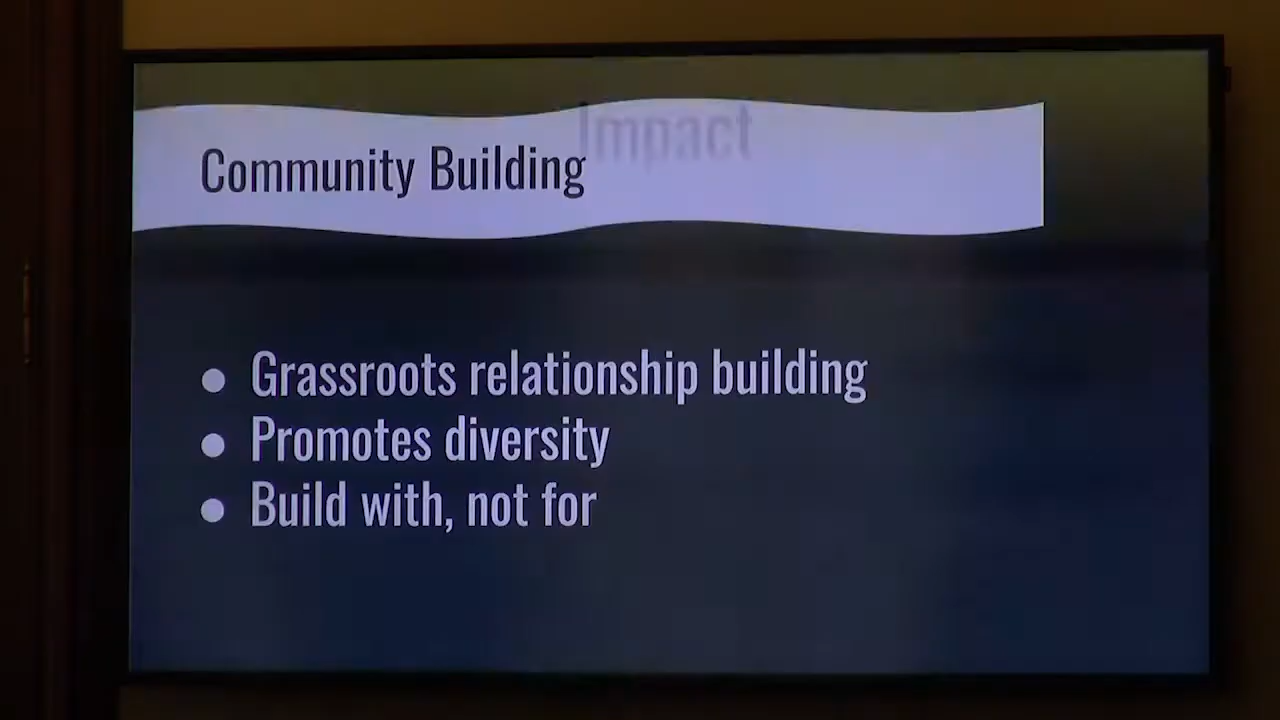 Impact
Community Building
● Grassroots relationship building
● Promotes diversity
● Build with, not for